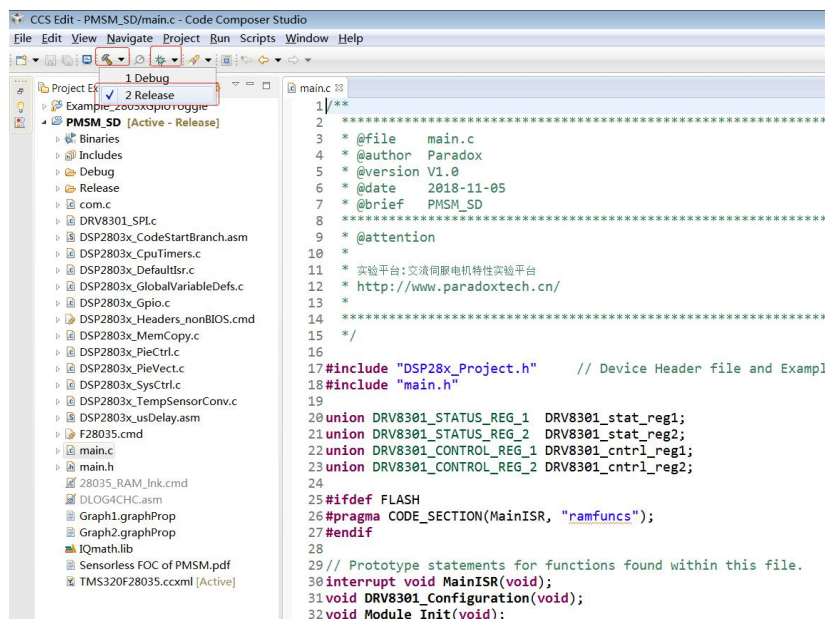 CCS Edit - PMSM_SD/main.c - Code Composer Studio
File Edit View Navigate Project Run Scripts Window Help
1 Debug
2 Release
Project Ex
main.c
Example_2803xGpioToggle
PMSM_SD [Active - Release]
Binaries
Includes
Debug
Release
com.c
DRV8301_SPI.c
DSP2803x_CodeStartBranch.asm
DSP2803x_CpuTimers.c
DSP2803x_DefaultIsr.c
DSP2803x_GlobalVariableDefs.c
DSP2803x_Gpio.c
DSP2803x_Headers_nonBIOS.cmd
DSP2803x_MemCopy.c
DSP2803x_PieCtrl.c
DSP2803x_PieVect.c
DSP2803x_SysCtrl.c
DSP2803x_TempSensorConv.c
DSP2803x_usDelay.asm
F28035.cmd
main.c
main.h
28035_RAM_lnk.cmd
DLOG4CHC.asm
Graph1.graphProp
Graph2.graphProp
IQmath.lib
Sensorless FOC of PMSM.pdf
TMS320F28035.ccxml [Active]
1 /**
2 **************************************************************
3 * @file main.c
4 * @author Paradox
5 * @version V1.0
6 * @date 2018-11-05
7 * @brief PMSM_SD
8 **************************************************************
9 * @attention
10 *
11 * 实验平台:交流伺服电机特性实验平台
12 * http://www.paradoxtech.cn/
13 *
14 **************************************************************
15 */
16
17 #include "DSP28x_Project.h" // Device Header file and Exampl
18 #include "main.h"
19
20 union DRV8301_STATUS_REG_1 DRV8301_stat_reg1;
21 union DRV8301_STATUS_REG_2 DRV8301_stat_reg2;
22 union DRV8301_CONTROL_REG_1 DRV8301_cntrl_reg1;
23 union DRV8301_CONTROL_REG_2 DRV8301_cntrl_reg2;
24
25 #ifdef FLASH
26 #pragma CODE_SECTION(MainISR, "ramfuncs");
27 #endif
28
29 // Prototype statements for functions found within this file.
30 interrupt void MainISR(void);
31 void DRV8301_Configuration(void);
32 void Module_Init(void);